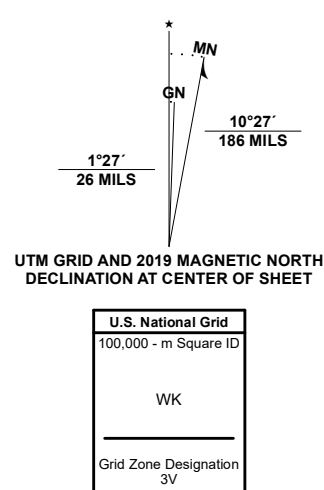 ★
MN
GN
10°27´
186 MILS
1°27´
26 MILS
UTM GRID AND 2019 MAGNETIC NORTH
DECLINATION AT CENTER OF SHEET
U.S. National Grid
100,000 - m Square ID
WK
Grid Zone Designation
3V